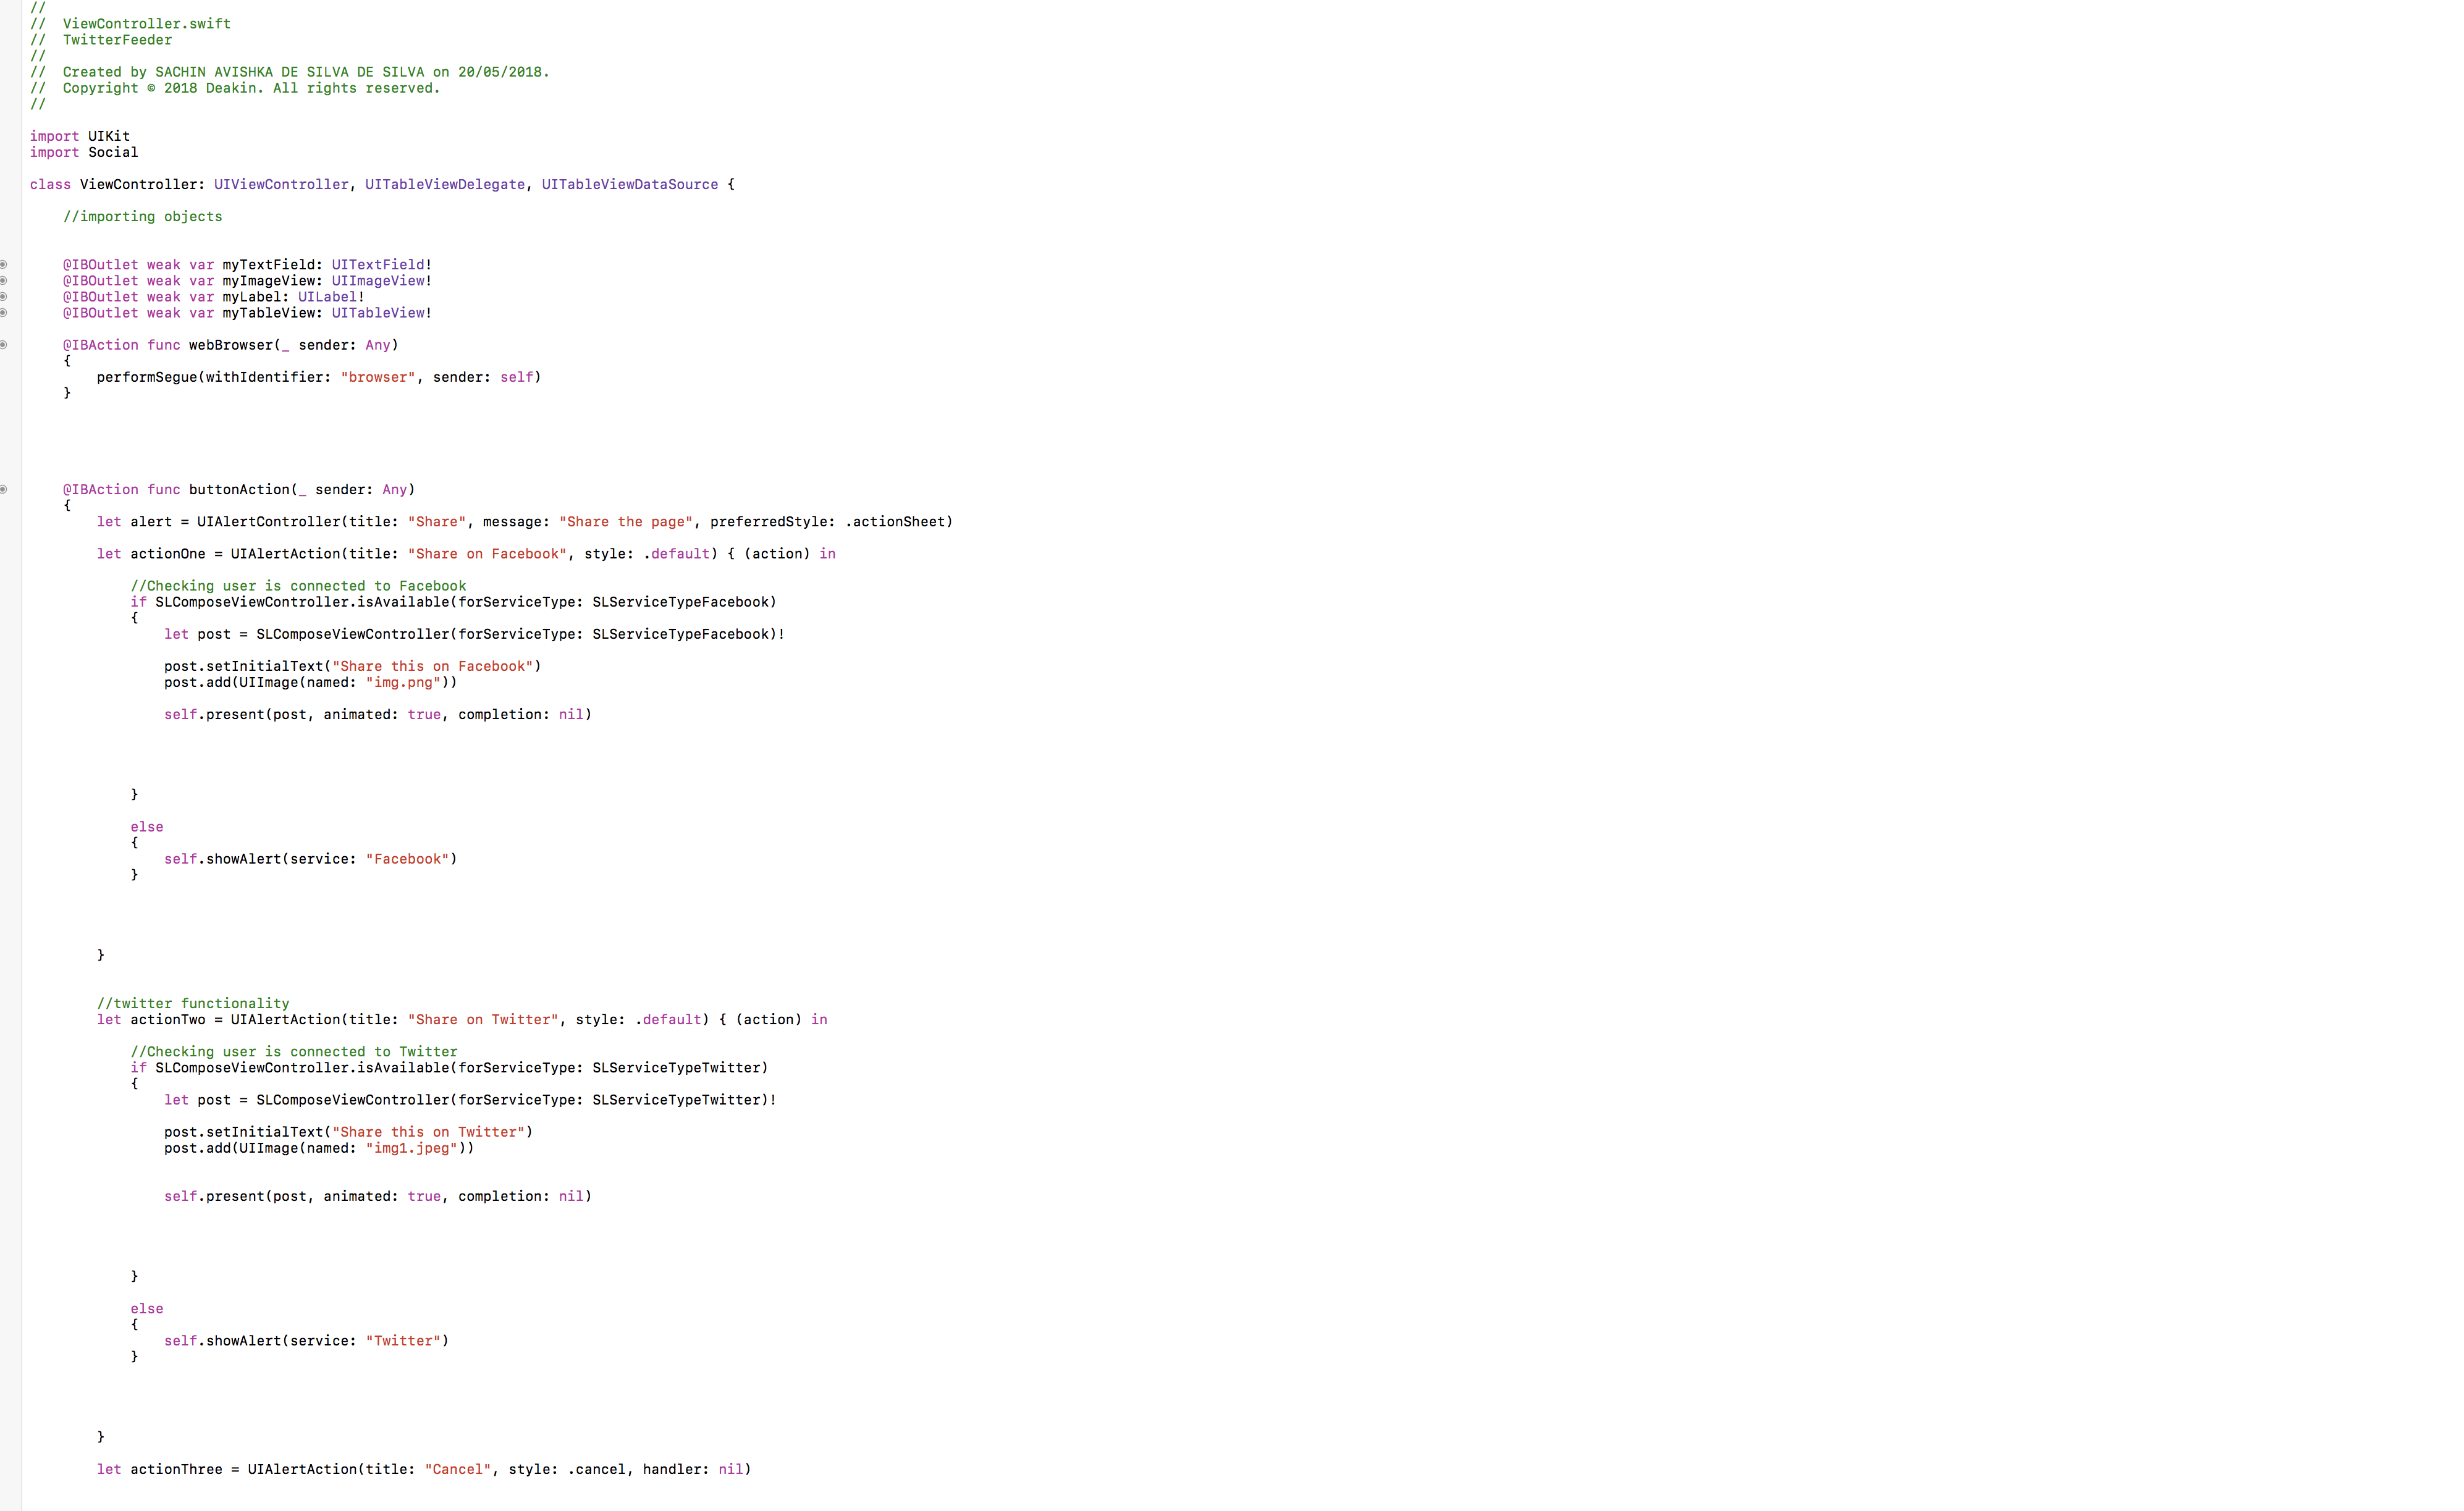 //
//  ViewController.swift
//  TwitterFeeder
//
//  Created by SACHIN AVISHKA DE SILVA DE SILVA on 20/05/2018.
//  Copyright © 2018 Deakin. All rights reserved.
//
import UIKit
import Social
class ViewController: UIViewController, UITableViewDelegate, UITableViewDataSource {
//importing objects
@IBOutlet weak var myTextField: UITextField!
@IBOutlet weak var myImageView: UIImageView!
@IBOutlet weak var myLabel: UILabel!
@IBOutlet weak var myTableView: UITableView!
@IBAction func webBrowser(_ sender: Any)
{
performSegue(withIdentifier: "browser", sender: self)
}
@IBAction func buttonAction(_ sender: Any)
{
let alert = UIAlertController(title: "Share", message: "Share the page", preferredStyle: .actionSheet)
let actionOne = UIAlertAction(title: "Share on Facebook", style: .default) { (action) in
//Checking user is connected to Facebook
if SLComposeViewController.isAvailable(forServiceType: SLServiceTypeFacebook)
{
let post = SLComposeViewController(forServiceType: SLServiceTypeFacebook)!
post.setInitialText("Share this on Facebook")
post.add(UIImage(named: "img.png"))
self.present(post, animated: true, completion: nil)
}
else
{
self.showAlert(service: "Facebook")
}
}
//twitter functionality
let actionTwo = UIAlertAction(title: "Share on Twitter", style: .default) { (action) in
//Checking user is connected to Twitter
if SLComposeViewController.isAvailable(forServiceType: SLServiceTypeTwitter)
{
let post = SLComposeViewController(forServiceType: SLServiceTypeTwitter)!
post.setInitialText("Share this on Twitter")
post.add(UIImage(named: "img1.jpeg"))
self.present(post, animated: true, completion: nil)
}
else
{
self.showAlert(service: "Twitter")
}
}
let actionThree = UIAlertAction(title: "Cancel", style: .cancel, handler: nil)